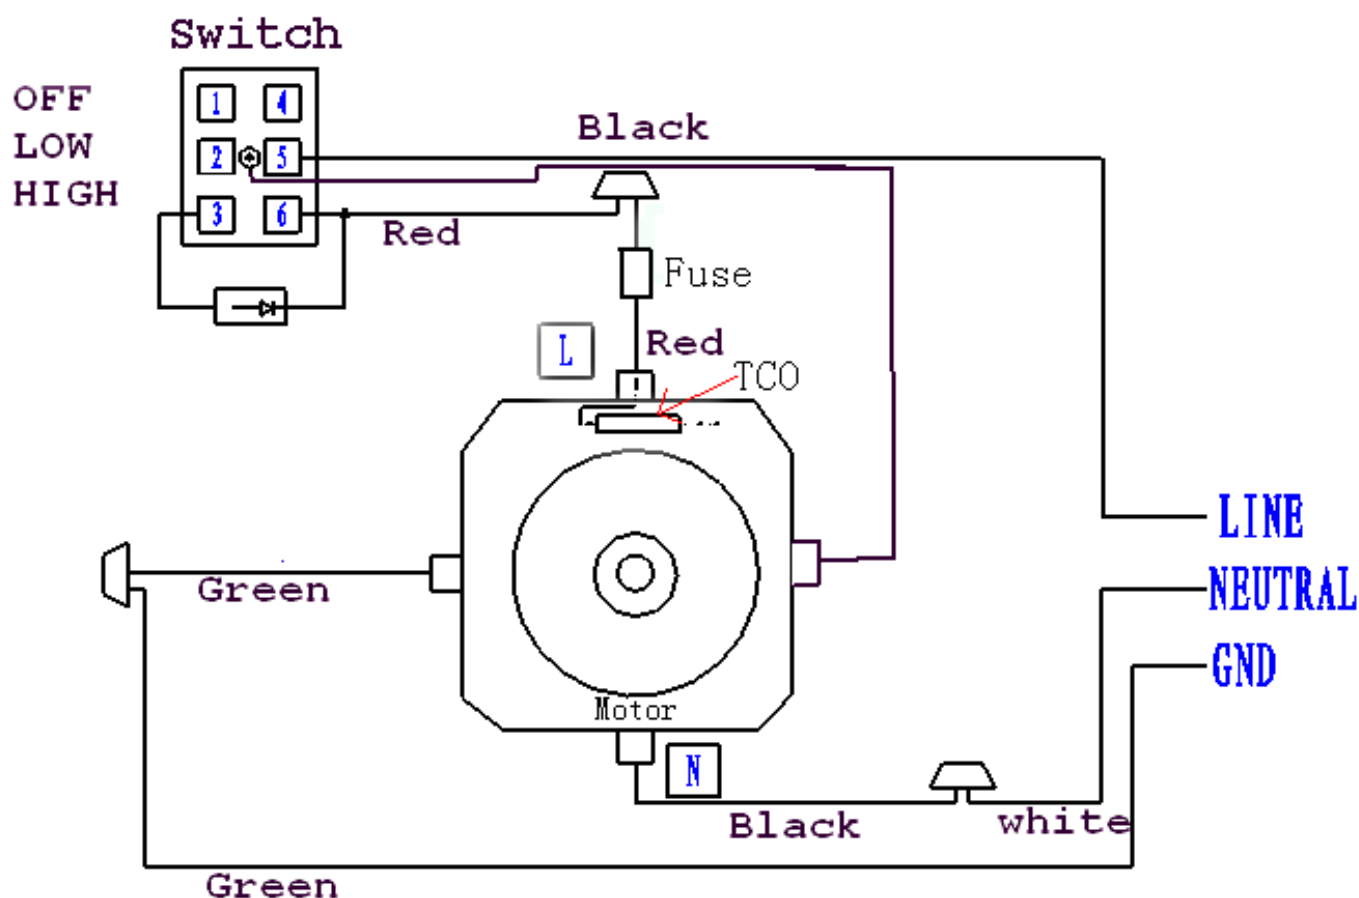 Switch
OFF
LOW
HIGH
1
4
2
5
3
6
Black
Red
Fuse
L
Red
TCO
LINE
NEUTRAL
GND
Green
Motor
N
Black
white
Green